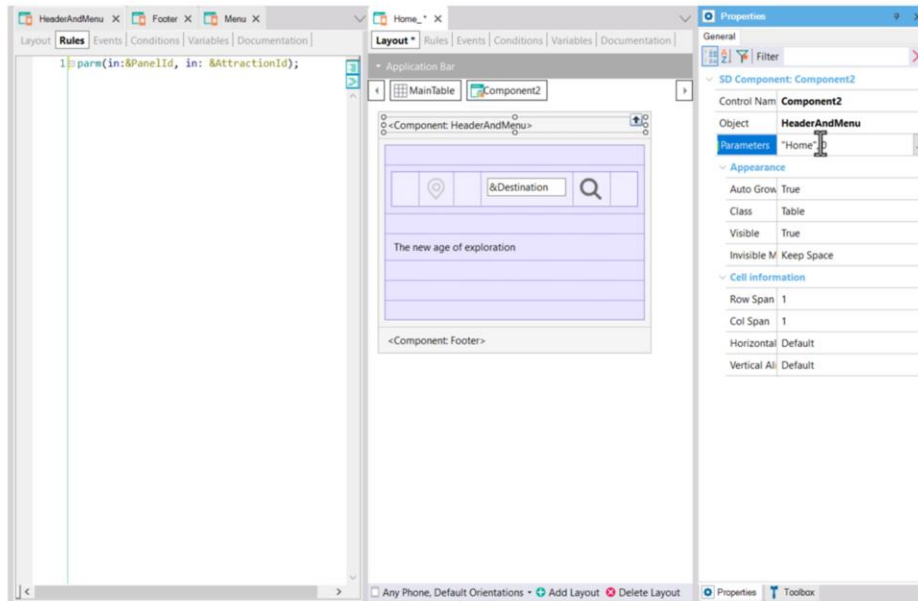 HeaderAndMenu X Footer X Menu X
Layout Rules Events Conditions Variables Documentation
1 parm(in:&PanelId, in: &AttractionId);
Home_ * X
Layout * Rules Events Conditions Variables Documentation
Application Bar
MainTable Component2
<Component: HeaderAndMenu>
&Destination
The new age of exploration
<Component: Footer>
Any Phone, Default Orientations Add Layout Delete Layout
Properties
General
Filter
SD Component: Component2
Control Nam Component2
Object HeaderAndMenu
Parameters "Home",0
Appearance
Auto Grow True
Class Table
Visible True
Invisible M Keep Space
Cell information
Row Span 1
Col Span 1
Horizontal Default
Vertical Ali Default
Properties Toolbox